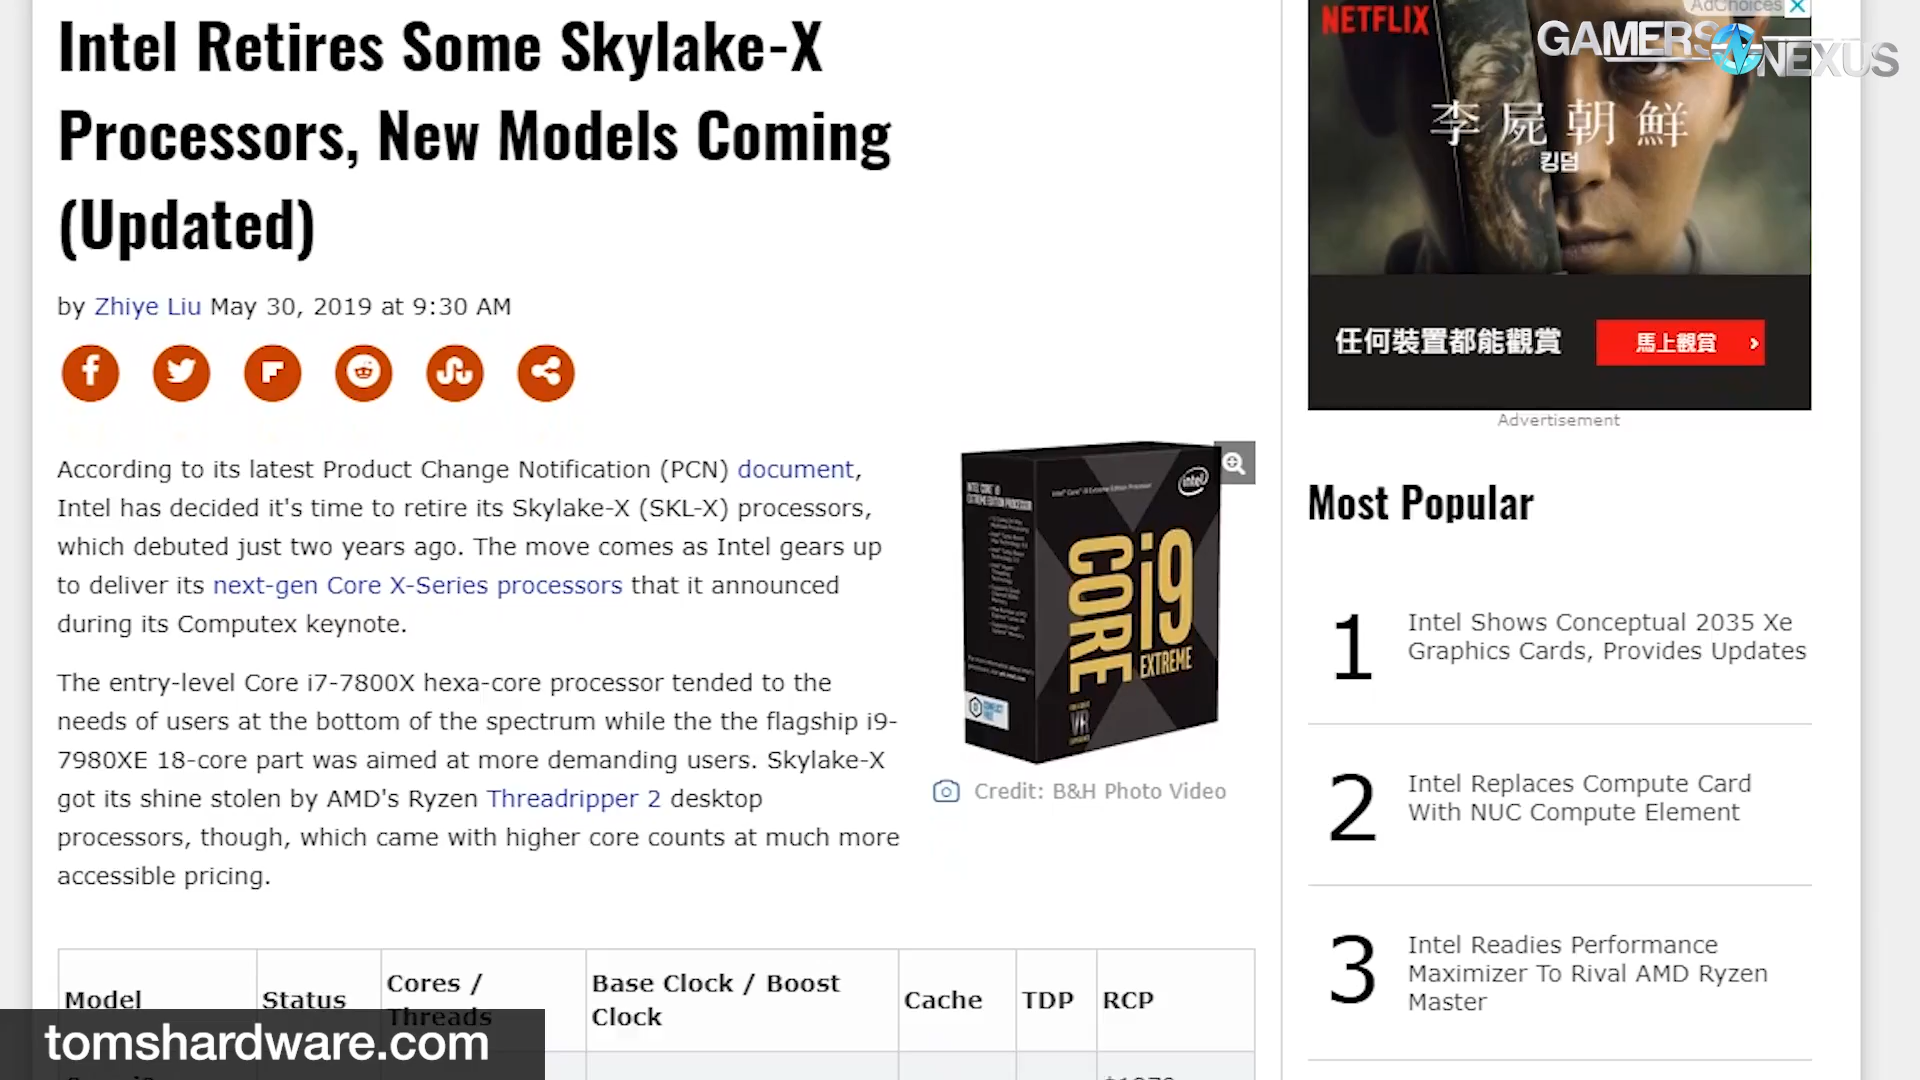 Intel Retires Some Skylake-X
Processors, New Models Coming
(Updated)
by Zhiye Liu May 30, 2019 at 9:30 AM
According to its latest Product Change Notification (PCN) document,
Intel has decided it's time to retire its Skylake-X (SKL-X) processors,
which debuted just two years ago. The move comes as Intel gears up
to deliver its next-gen Core X-Series processors that it announced
during its Computex keynote.
The entry-level Core i7-7800X hexa-core processor tended to the
needs of users at the bottom of the spectrum while the the flagship i9-
7980XE 18-core part was aimed at more demanding users. Skylake-X
got its shine stolen by AMD's Ryzen Threadripper 2 desktop
processors, though, which came with higher core counts at much more
accessible pricing.
intel
CORE i9
EXTREME
VR
Credit: B&H Photo Video
Model
Status
Cores /
Threads
Base Clock / Boost
Clock
Cache
TDP
RCP
tomshardware.com
AdChoices
NETFLIX
GAMERS NEXUS
李屍朝鮮
킹덤
任何裝置都能觀賞
馬上觀賞
Advertisement
Most Popular
1
Intel Shows Conceptual 2035 Xe
Graphics Cards, Provides Updates
2
Intel Replaces Compute Card
With NUC Compute Element
3
Intel Readies Performance
Maximizer To Rival AMD Ryzen
Master